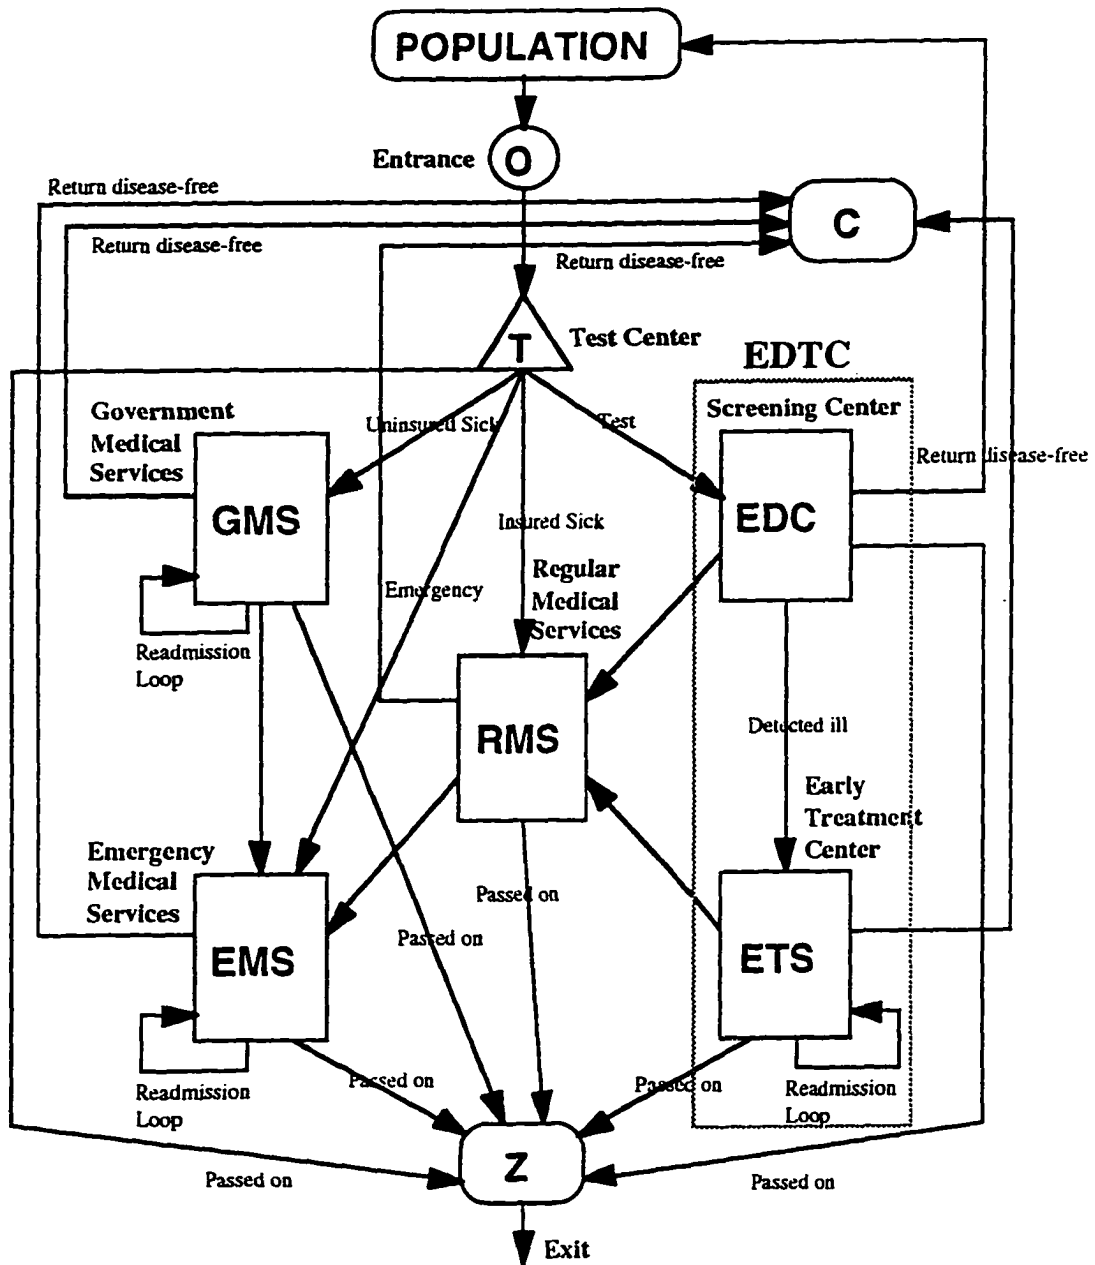 POPULATION
Entrance
O
Return disease-free
C
Return disease-free
Return disease-free
T
Test Center
EDTC
Government
Medical
Services
Uninsured Sick
Test
Screening Center
Return disease-free
GMS
Insured Sick
EDC
Emergency
Regular
Medical
Services
Readmission
Loop
RMS
Detected ill
Early
Treatment
Center
Emergency
Medical
Services
Passed on
Passed on
EMS
ETS
Readmission
Loop
Passed on
Passed on
Readmission
Loop
Z
Passed on
Passed on
Exit